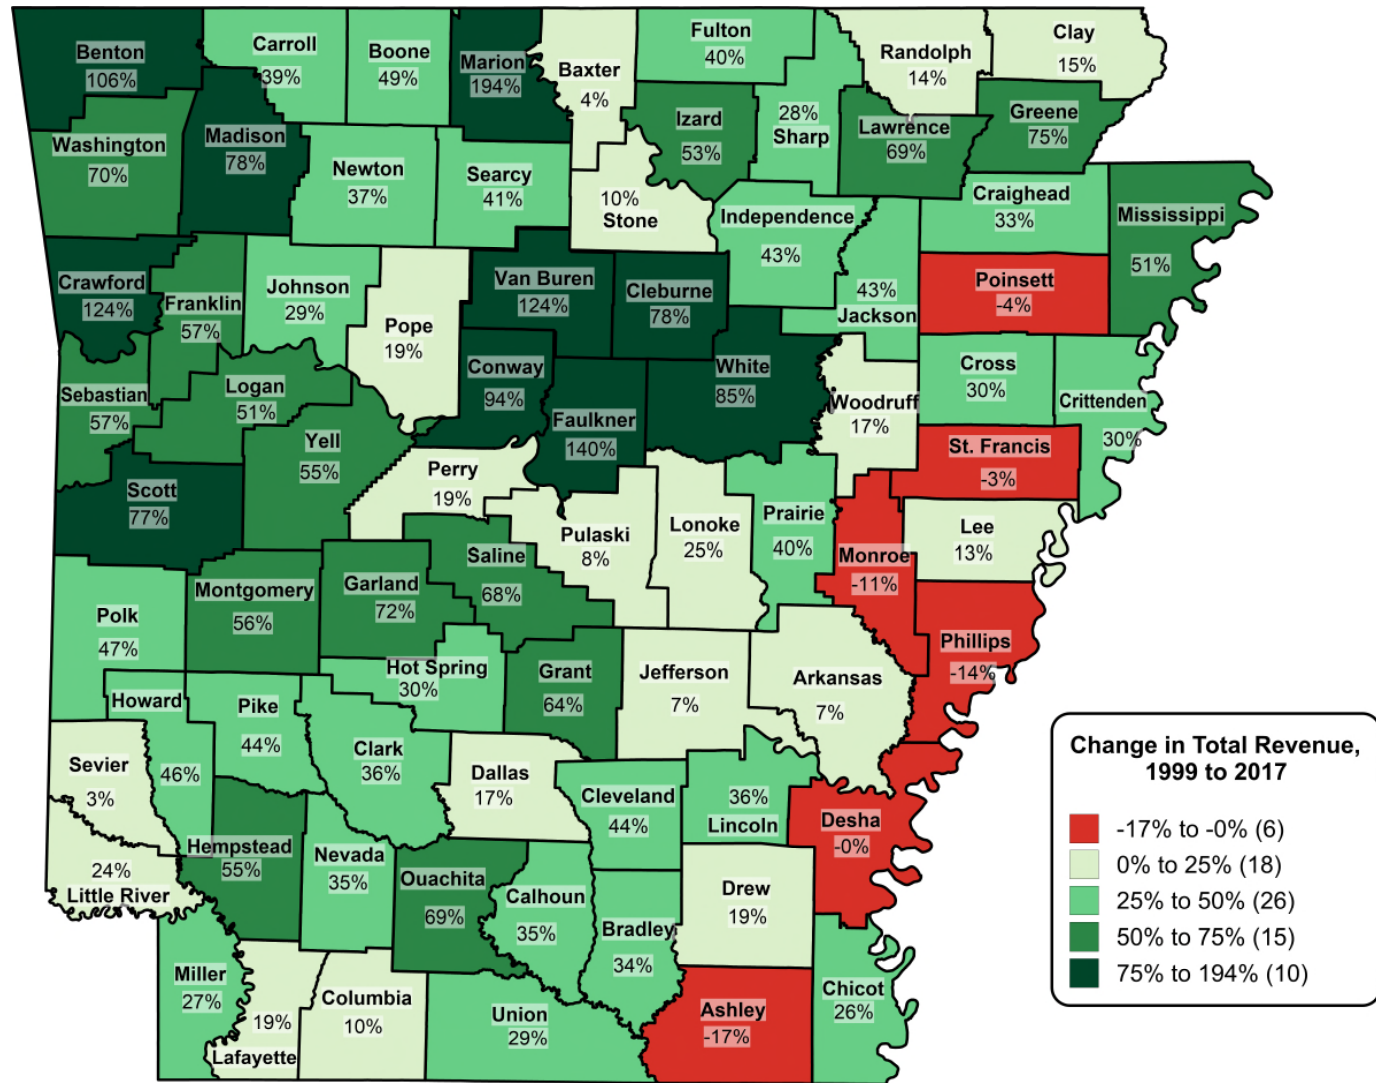 Benton
106%
Carroll
39%
Boone
49%
Marion
194%
Baxter
4%
Fulton
40%
Randolph
14%
Clay
15%
Washington
70%
Madison
78%
Newton
37%
Searcy
41%
10%
Stone
Izard
53%
28%
Sharp
Lawrence
69%
Greene
75%
Independence
43%
43%
Jackson
Craighead
33%
Mississippi
51%
Crawford
124%
Franklin
57%
Johnson
29%
Pope
19%
Van Buren
124%
Cleburne
78%
Poinsett
-4%
Sebastian
57%
Logan
51%
Conway
94%
Faulkner
140%
White
85%
Woodruff
17%
Cross
30%
Crittenden
30%
Scott
77%
Yell
55%
Perry
19%
Pulaski
8%
Lonoke
25%
Prairie
40%
Monroe
-11%
St. Francis
-3%
Lee
13%
Polk
47%
Montgomery
56%
Garland
72%
Saline
68%
Hot Spring
30%
Grant
64%
Jefferson
7%
Arkansas
7%
Phillips
-14%
Howard
46%
Pike
44%
Clark
36%
Sevier
3%
Dallas
17%
Cleveland
44%
36%
Lincoln
Desha
-0%
24%
Little River
Hempstead
55%
Nevada
35%
Ouachita
69%
Calhoun
35%
Bradley
34%
Drew
19%
Miller
27%
19%
Lafayette
Columbia
10%
Union
29%
Ashley
-17%
Chicot
26%
Change in Total Revenue,
1999 to 2017
-17% to -0% (6)
0% to 25% (18)
25% to 50% (26)
50% to 75% (15)
75% to 194% (10)